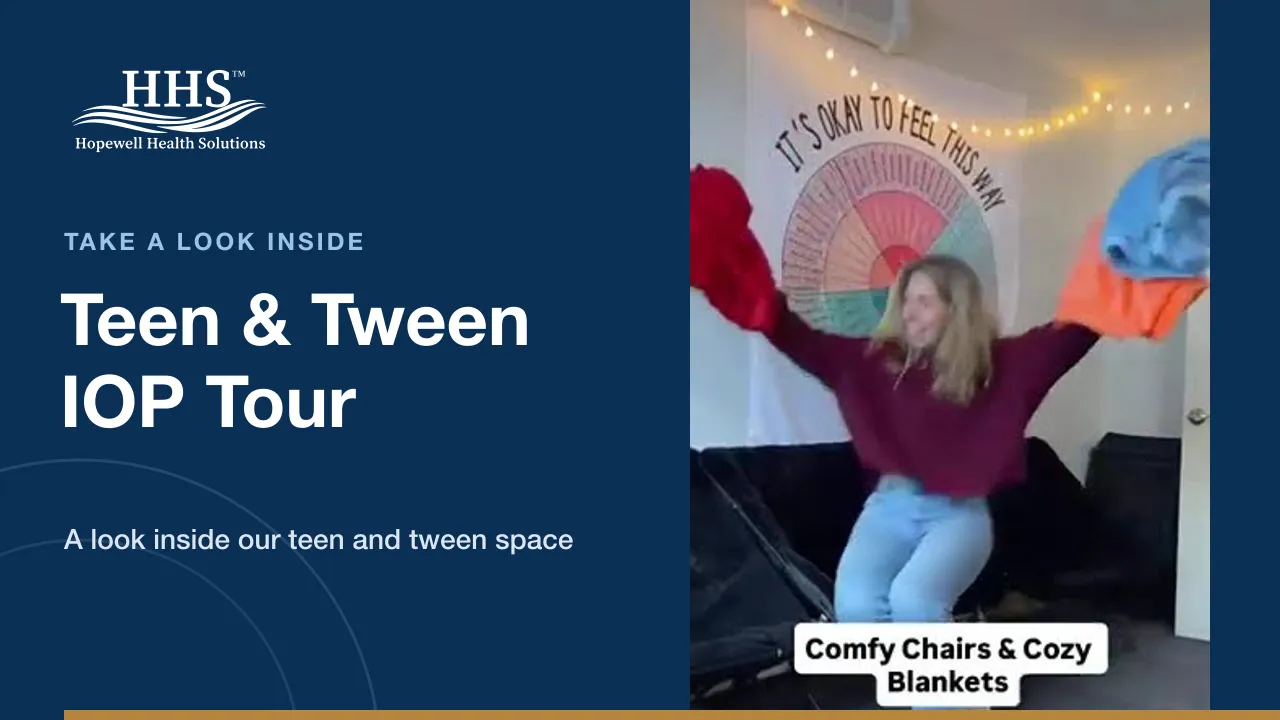 HHS™
Hopewell Health Solutions
TAKE A LOOK INSIDE
Teen & Tween
IOP Tour
A look inside our teen and tween space
IT'S OKAY TO FEEL THIS WAY
Comfy Chairs & Cozy
Blankets